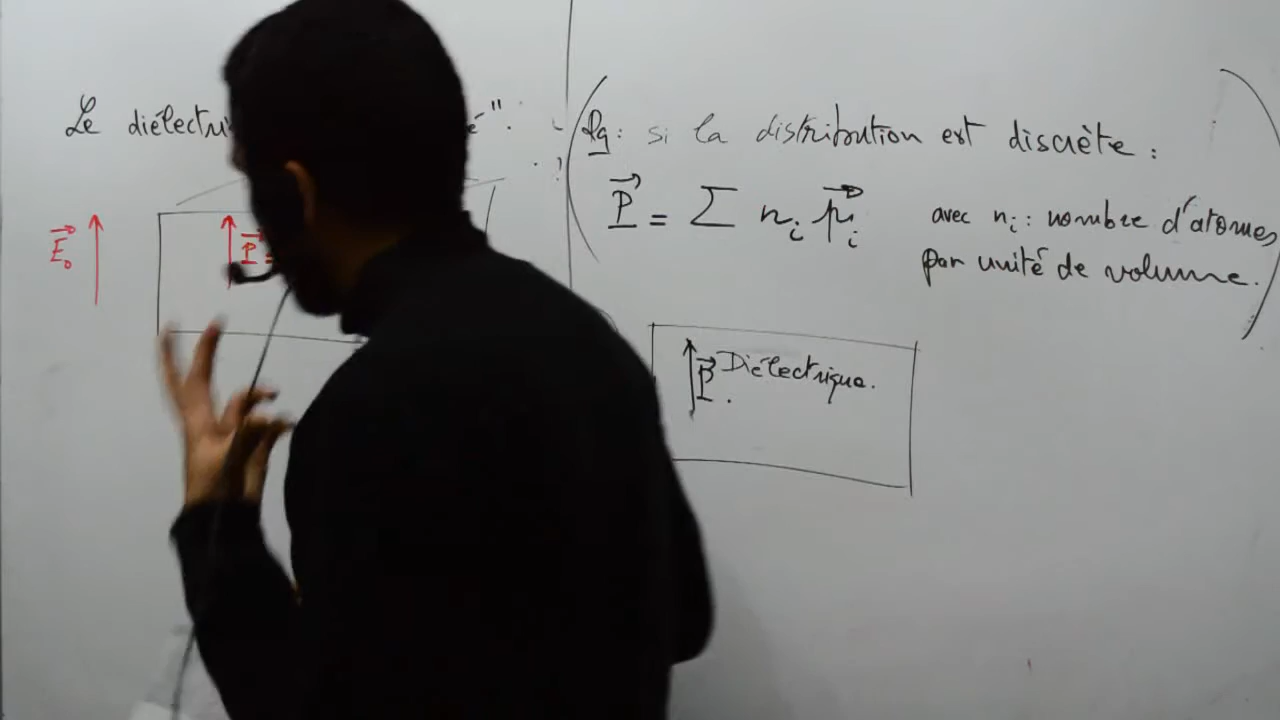 Le diélectri
é".
E₀
P =
Rq: si la distribution est discrète :
P = Σ nᵢ pᵢ
avec nᵢ : nombre d'atomes
par unité de volume.
P Diélectrique.